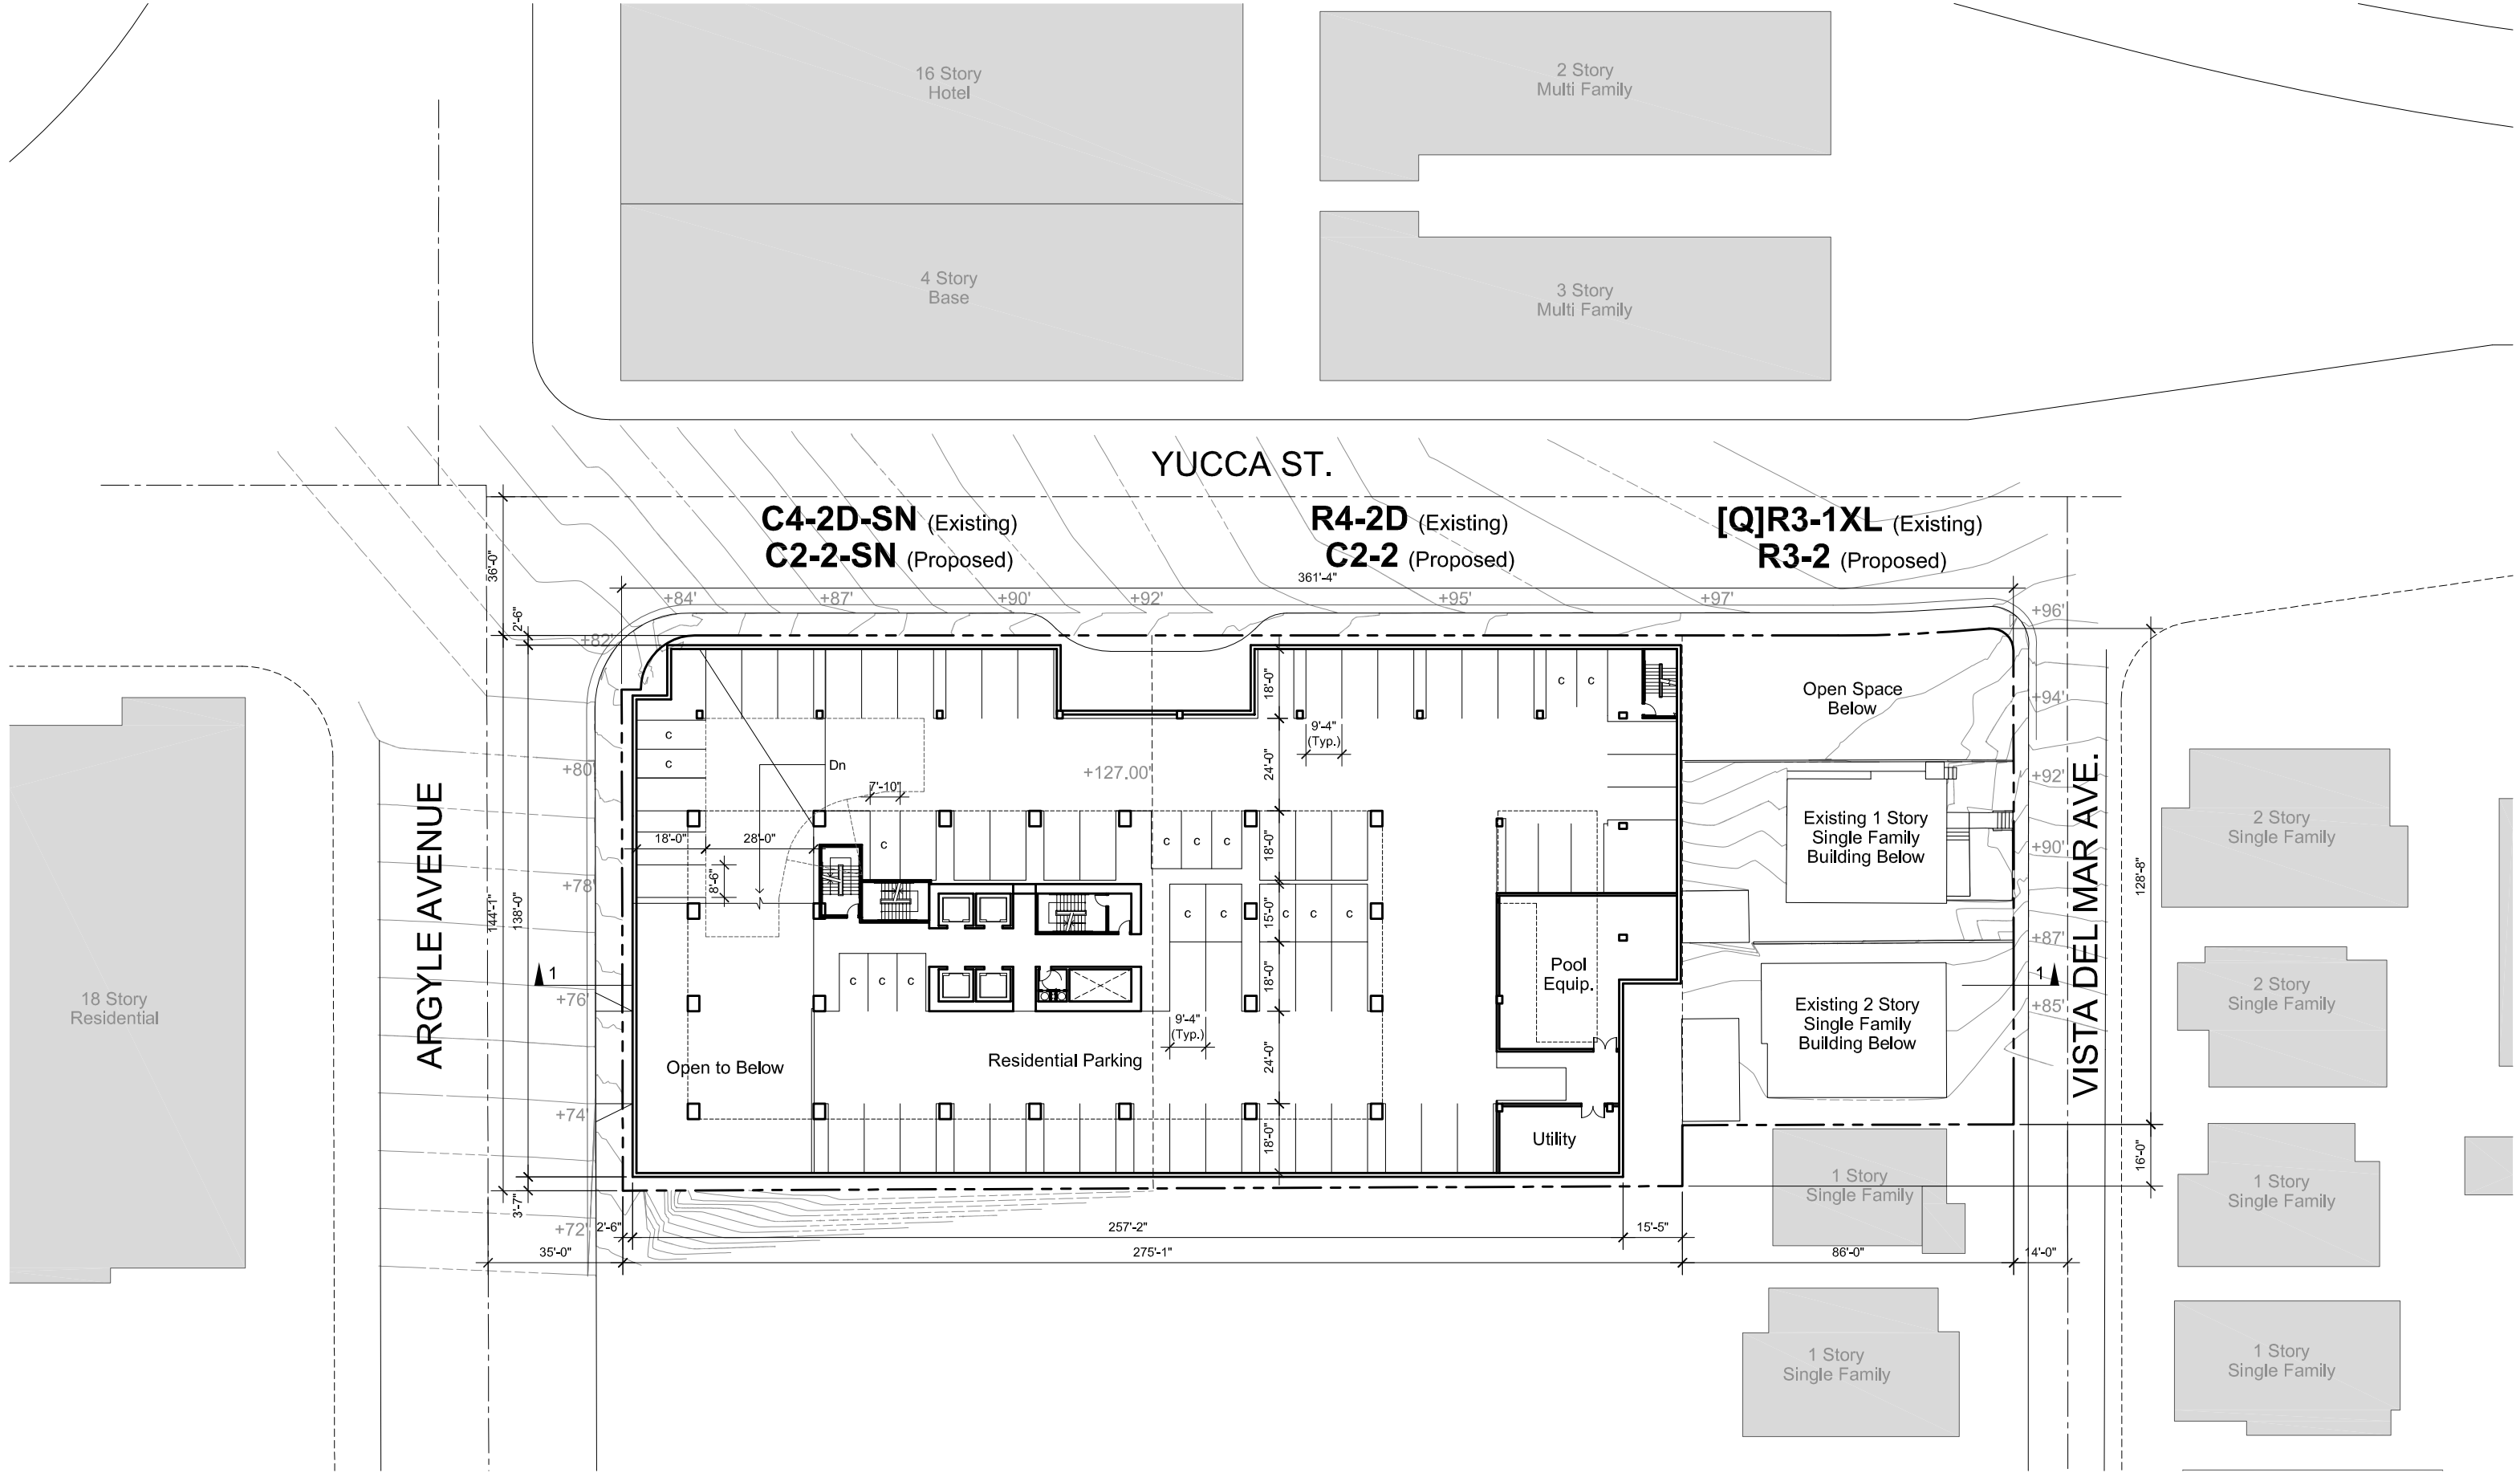 16 Story
Hotel
2 Story
Multi Family
4 Story
Base
3 Story
Multi Family
YUCCA ST.
C4-2D-SN (Existing)
C2-2-SN (Proposed)
R4-2D (Existing)
C2-2 (Proposed)
[Q]R3-1XL (Existing)
R3-2 (Proposed)
361'-4"
36'-0"
2'-6"
+84'
+87'
+90'
+92'
+95'
+97'
+96'
+82'
+94'
+92'
+90'
+87'
+85'
+80'
+78'
+76'
+74'
+72'
ARGYLE AVENUE
VISTA DEL MAR AVE.
144'-1"
138'-0"
3'-7"
128'-8"
16'-0"
18'-0"
24'-0"
18'-0"
15'-0"
18'-0"
24'-0"
18'-0"
9'-4"
(Typ.)
c
c
c
c
Dn
+127.00'
7'-10"
18'-0"
28'-0"
8'-6"
c
c
c
c
c
c
c
c
c
c
c
c
9'-4"
(Typ.)
Open to Below
Residential Parking
Pool
Equip.
Utility
Open Space
Below
Existing 1 Story
Single Family
Building Below
Existing 2 Story
Single Family
Building Below
1
1
18 Story
Residential
2 Story
Single Family
2 Story
Single Family
1 Story
Single Family
1 Story
Single Family
1 Story
Single Family
1 Story
Single Family
2'-6"
257'-2"
15'-5"
35'-0"
275'-1"
86'-0"
14'-0"